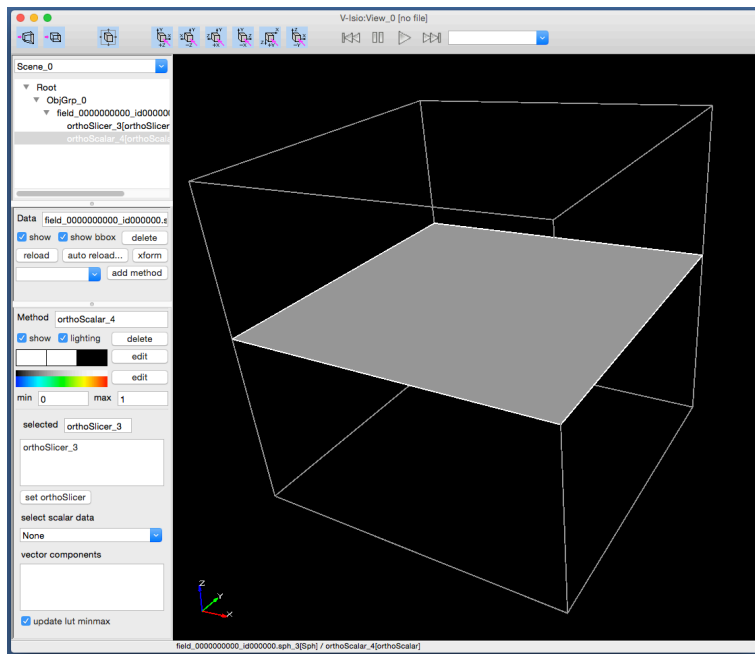 V-Isio:View_0 [no file]
Scene_0
Root
ObjGrp_0
field_0000000000_id00000
orthoSlicer_3[orthoSlicer
orthoScalar_4[orthoScal
Data field_0000000000_id000000.s
show show bbox delete
reload auto reload... xform
add method
Method orthoScalar_4
show lighting delete
edit
edit
min 0 max 1
selected orthoSlicer_3
orthoSlicer_3
set orthoSlicer
select scalar data
None
vector components
update lut minmax
Z
Y
X
field_0000000000_id000000.sph_3[Sph] / orthoScalar_4[orthoScalar]